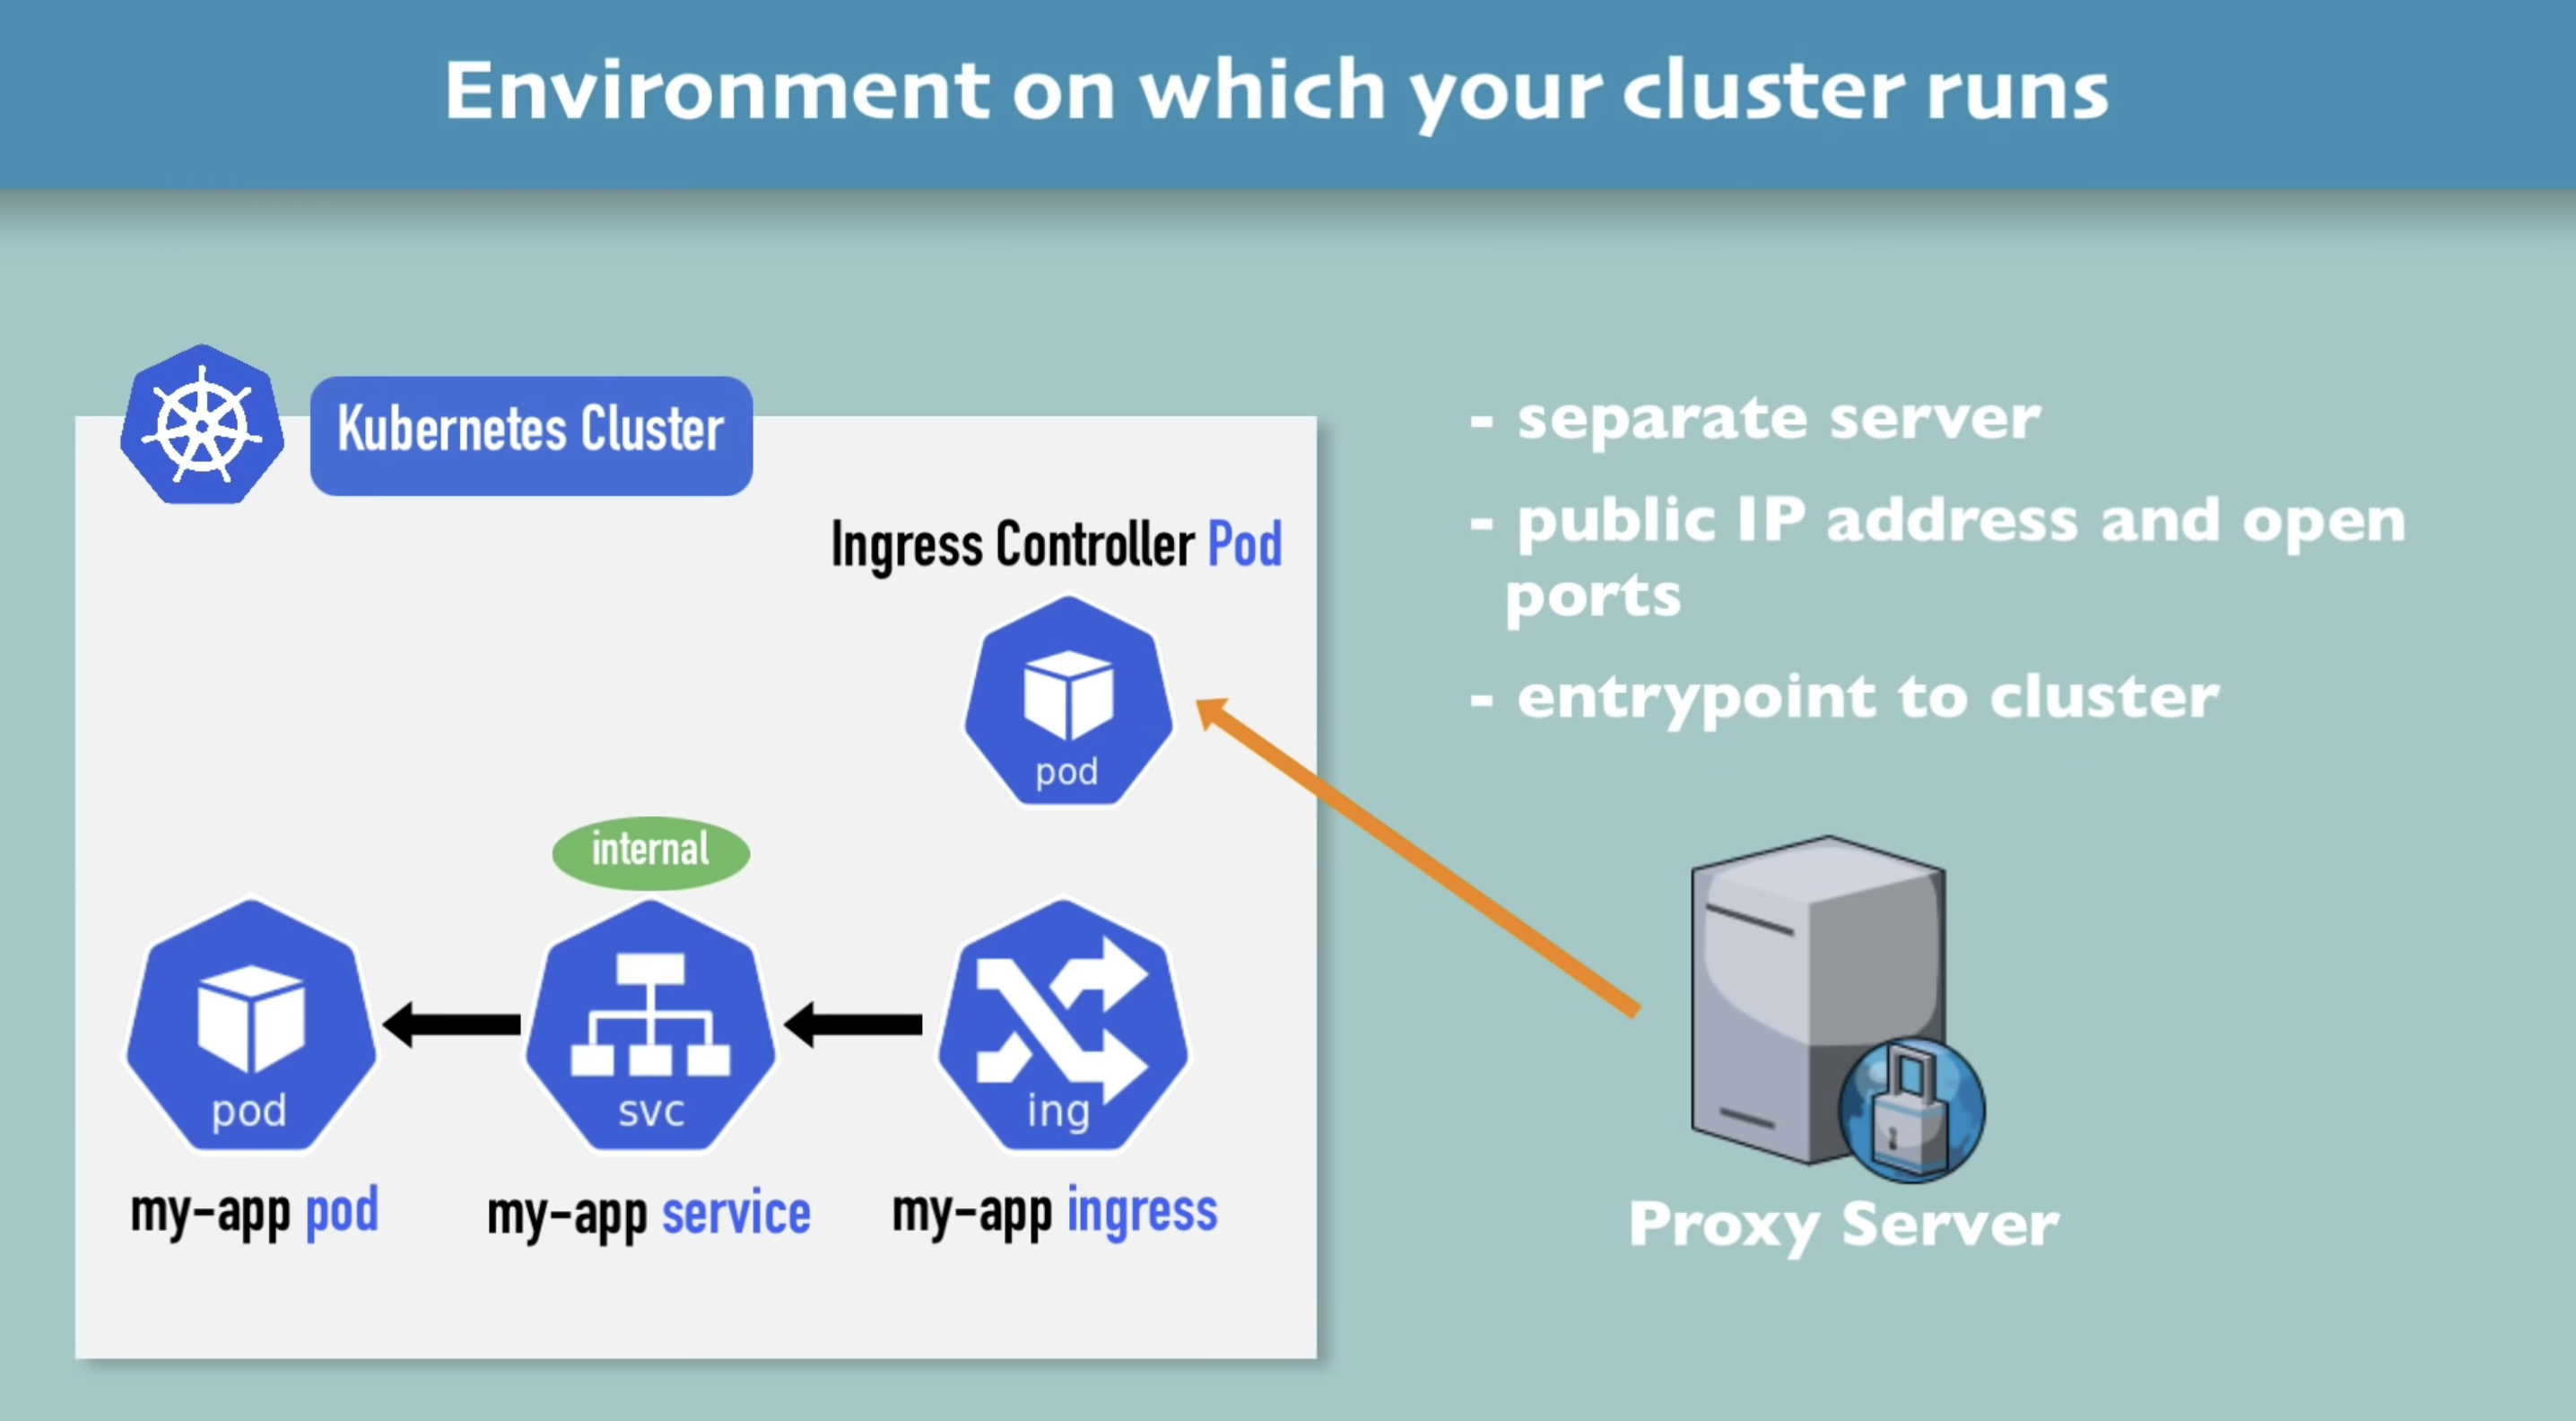 Environment on which your cluster runs
Kubernetes Cluster
Ingress Controller Pod
pod
internal
pod
svc
ing
my-app pod
my-app service
my-app ingress
- separate server
- public IP address and open
ports
- entrypoint to cluster
Proxy Server